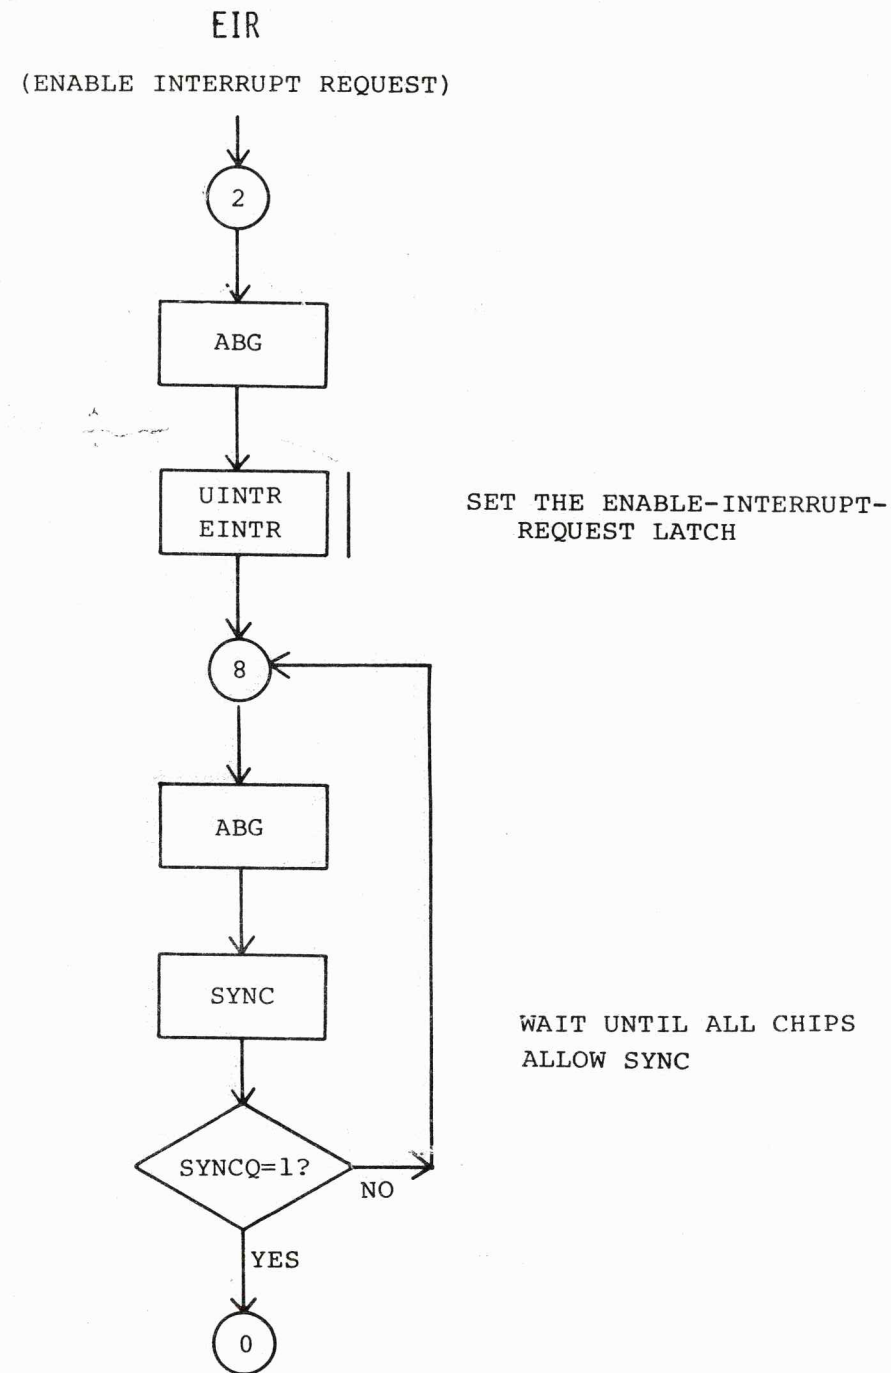 EIR
(ENABLE INTERRUPT REQUEST)
2
ABG
UINTR
EINTR
SET THE ENABLE-INTERRUPT-
REQUEST LATCH
8
ABG
SYNC
WAIT UNTIL ALL CHIPS
ALLOW SYNC
SYNCQ=1?
NO
YES
0